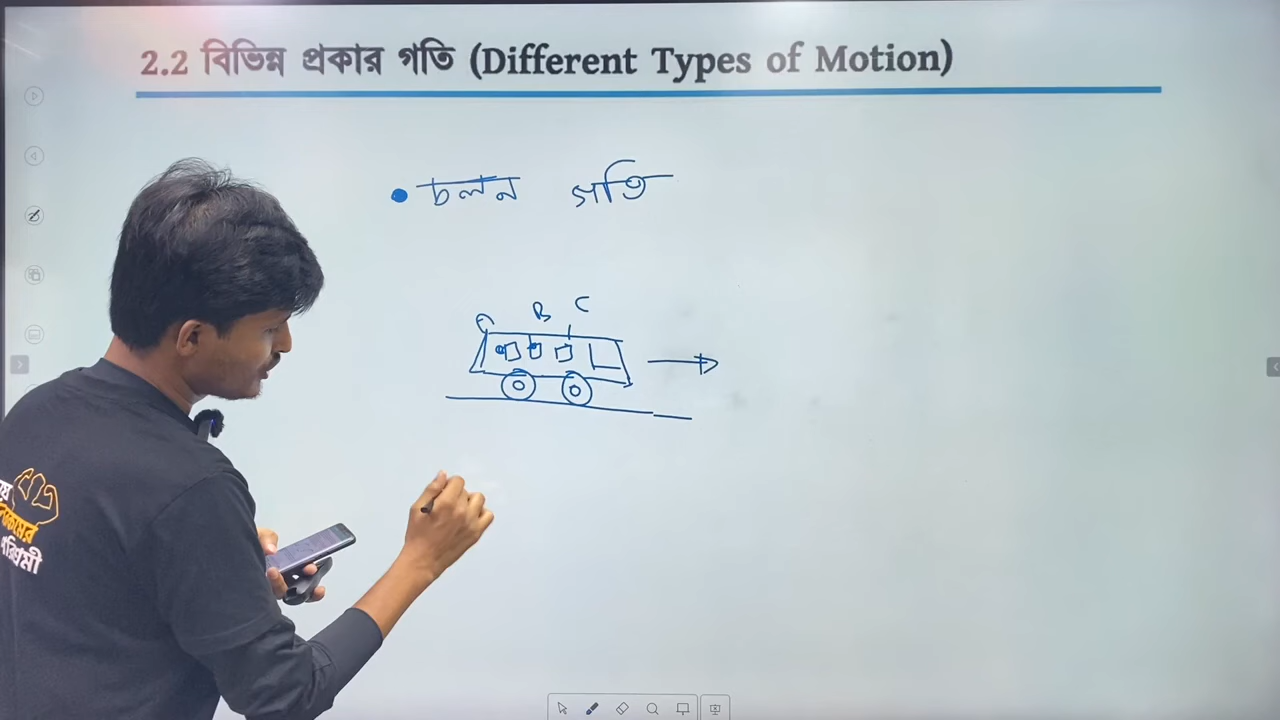 2.2 বিভিন্ন প্রকার গতি (Different Types of Motion)
চলন গতি
A B C